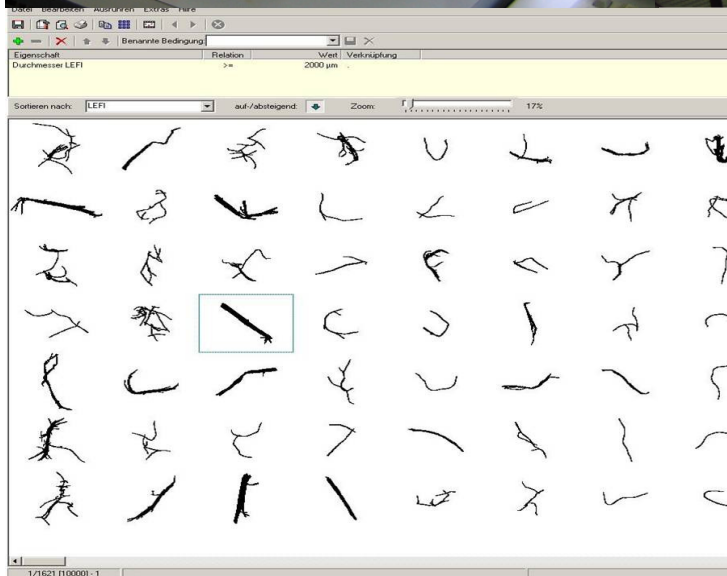 Datei Bearbeiten Ausführen Extras Hilfe
Benannte Bedingung:
Eigenschaft Relation Wert Verknüpfung
Durchmesser LEFI >= 2000 µm .
Sortieren nach: LEFI auf-/absteigend: Zoom: 17%
1/1621 [10000] - 1